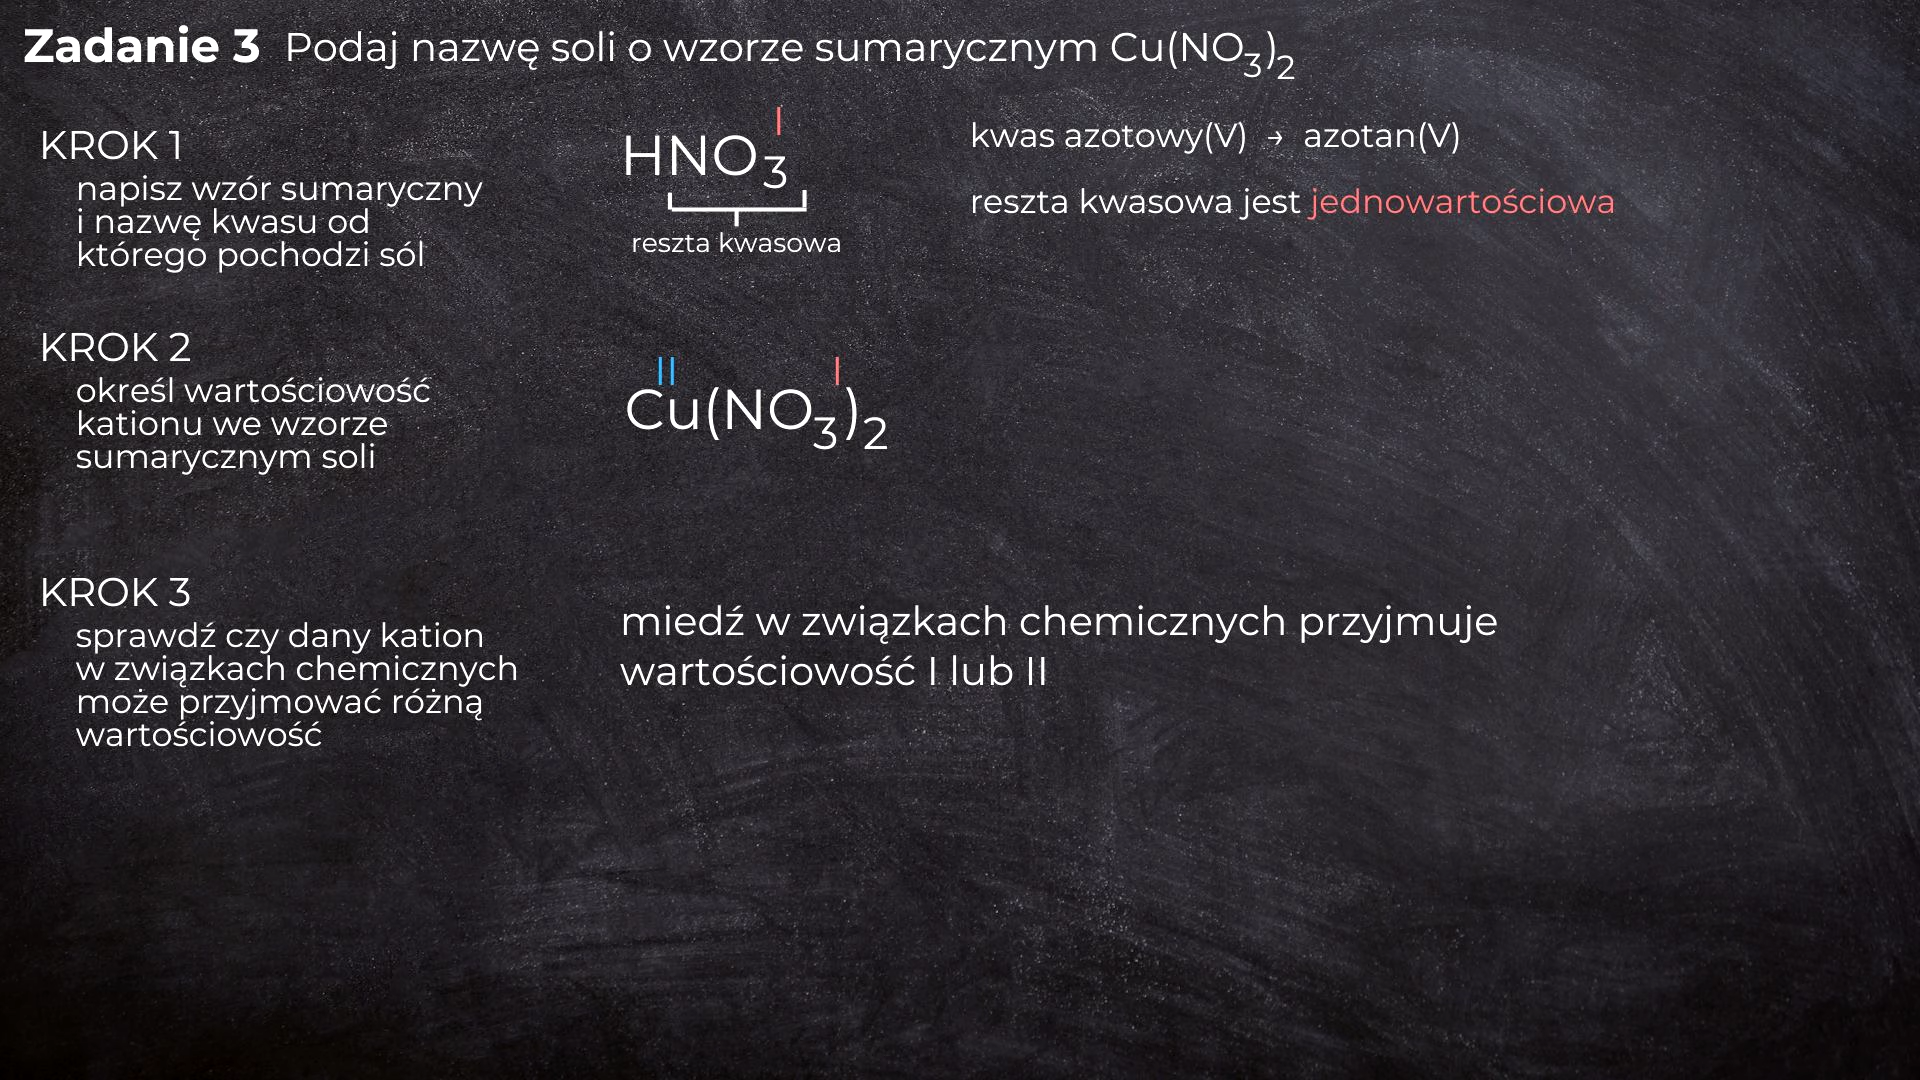 Zadanie 3 Podaj nazwę soli o wzorze sumarycznym Cu(NO₃)₂
KROK 1
napisz wzór sumaryczny
i nazwę kwasu od
którego pochodzi sól
I
HNO₃
reszta kwasowa
kwas azotowy(V) → azotan(V)
reszta kwasowa jest jednowartościowa
KROK 2
określ wartościowość
kationu we wzorze
sumarycznym soli
II I
Cu(NO₃)₂
KROK 3
sprawdź czy dany kation
w związkach chemicznych
może przyjmować różną
wartościowość
miedź w związkach chemicznych przyjmuje
wartościowość I lub II